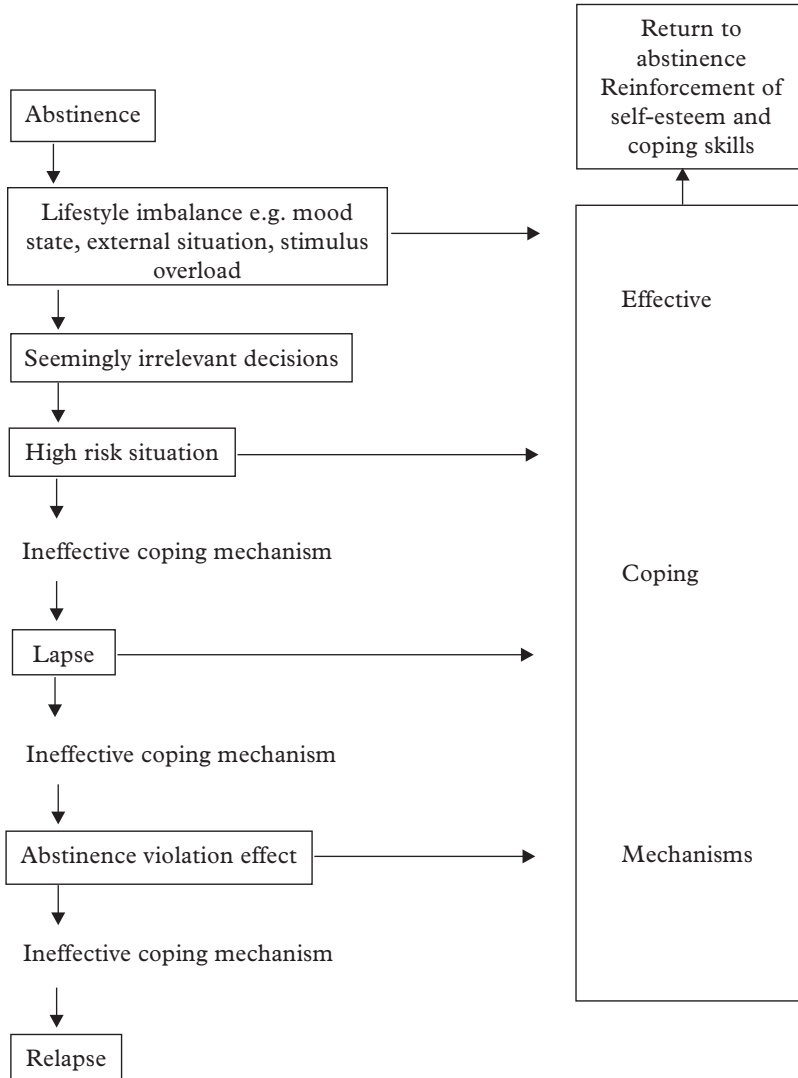 Return to
abstinence
Reinforcement of
self-esteem and
coping skills
Abstinence
Lifestyle imbalance e.g. mood
state, external situation, stimulus
overload
Effective
Seemingly irrelevant decisions
High risk situation
Ineffective coping mechanism
Coping
Lapse
Ineffective coping mechanism
Abstinence violation effect
Mechanisms
Ineffective coping mechanism
Relapse